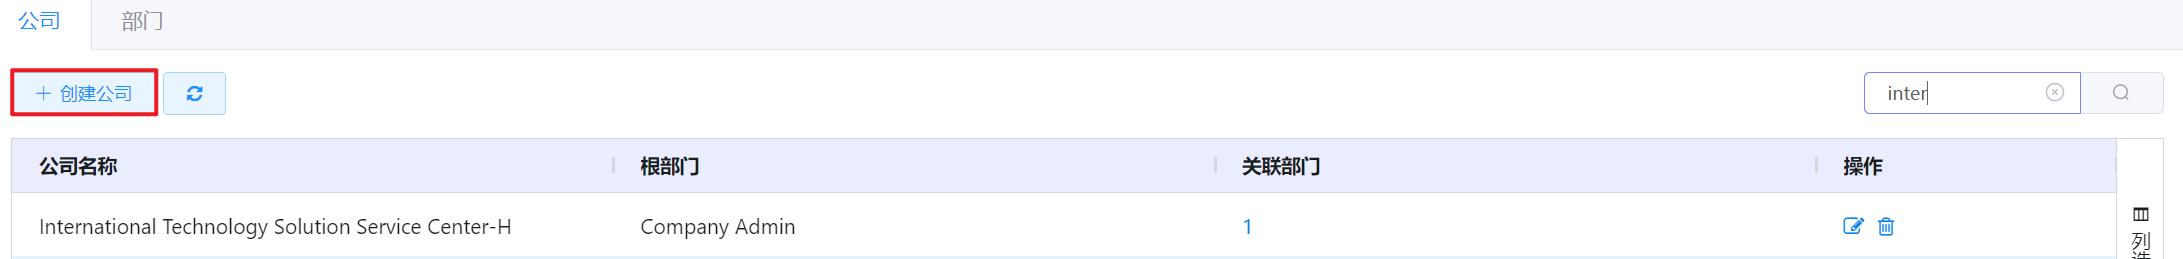 公司 部门
创建公司 inter
公司名称 根部门 关联部门 操作
International Technology Solution Service Center-H Company Admin 1
列